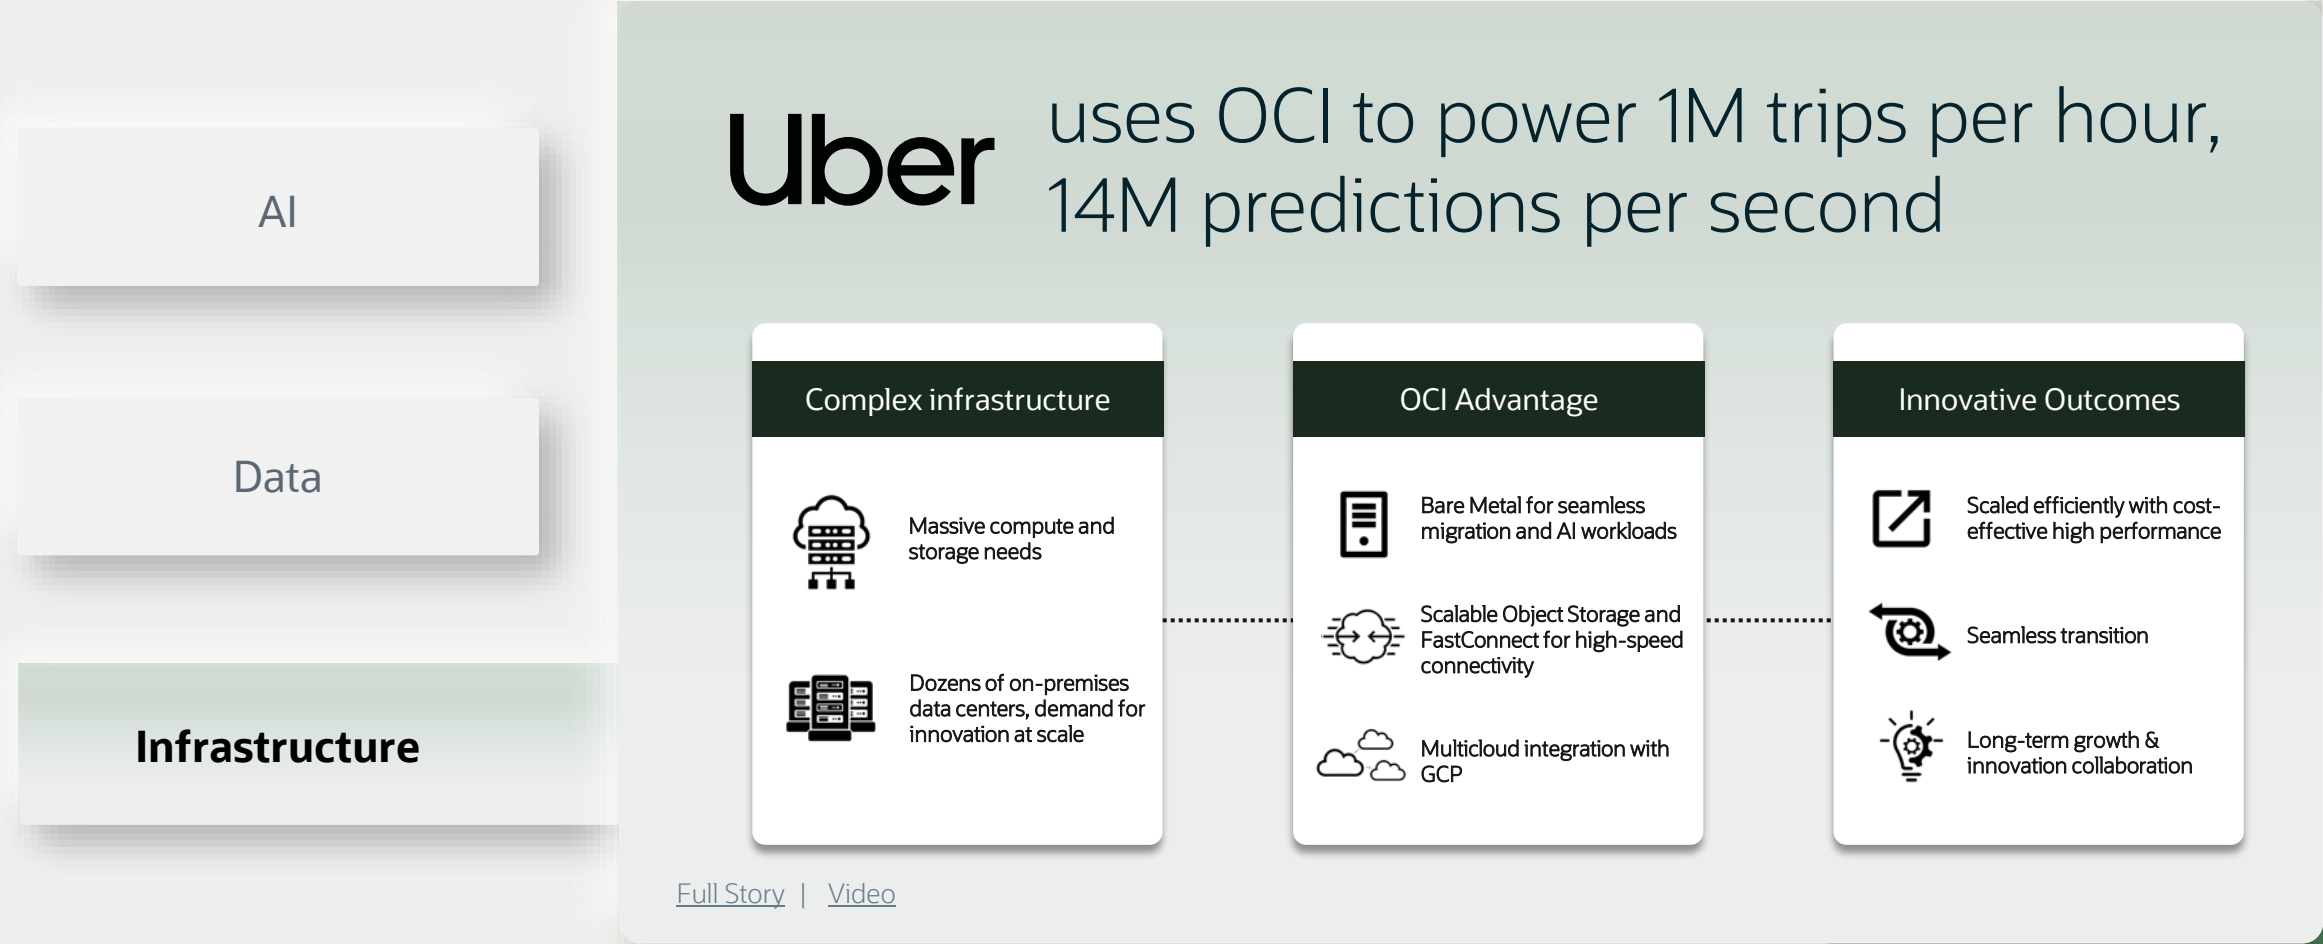 AI
Data
Infrastructure
Uber
uses OCI to power 1M trips per hour,
14M predictions per second
Complex infrastructure
Massive compute and
storage needs
Dozens of on-premises
data centers, demand for
innovation at scale
OCI Advantage
Bare Metal for seamless
migration and AI workloads
Scalable Object Storage and
FastConnect for high-speed
connectivity
Multicloud integration with
GCP
Innovative Outcomes
Scaled efficiently with cost-
effective high performance
Seamless transition
Long-term growth &
innovation collaboration
Full Story | Video